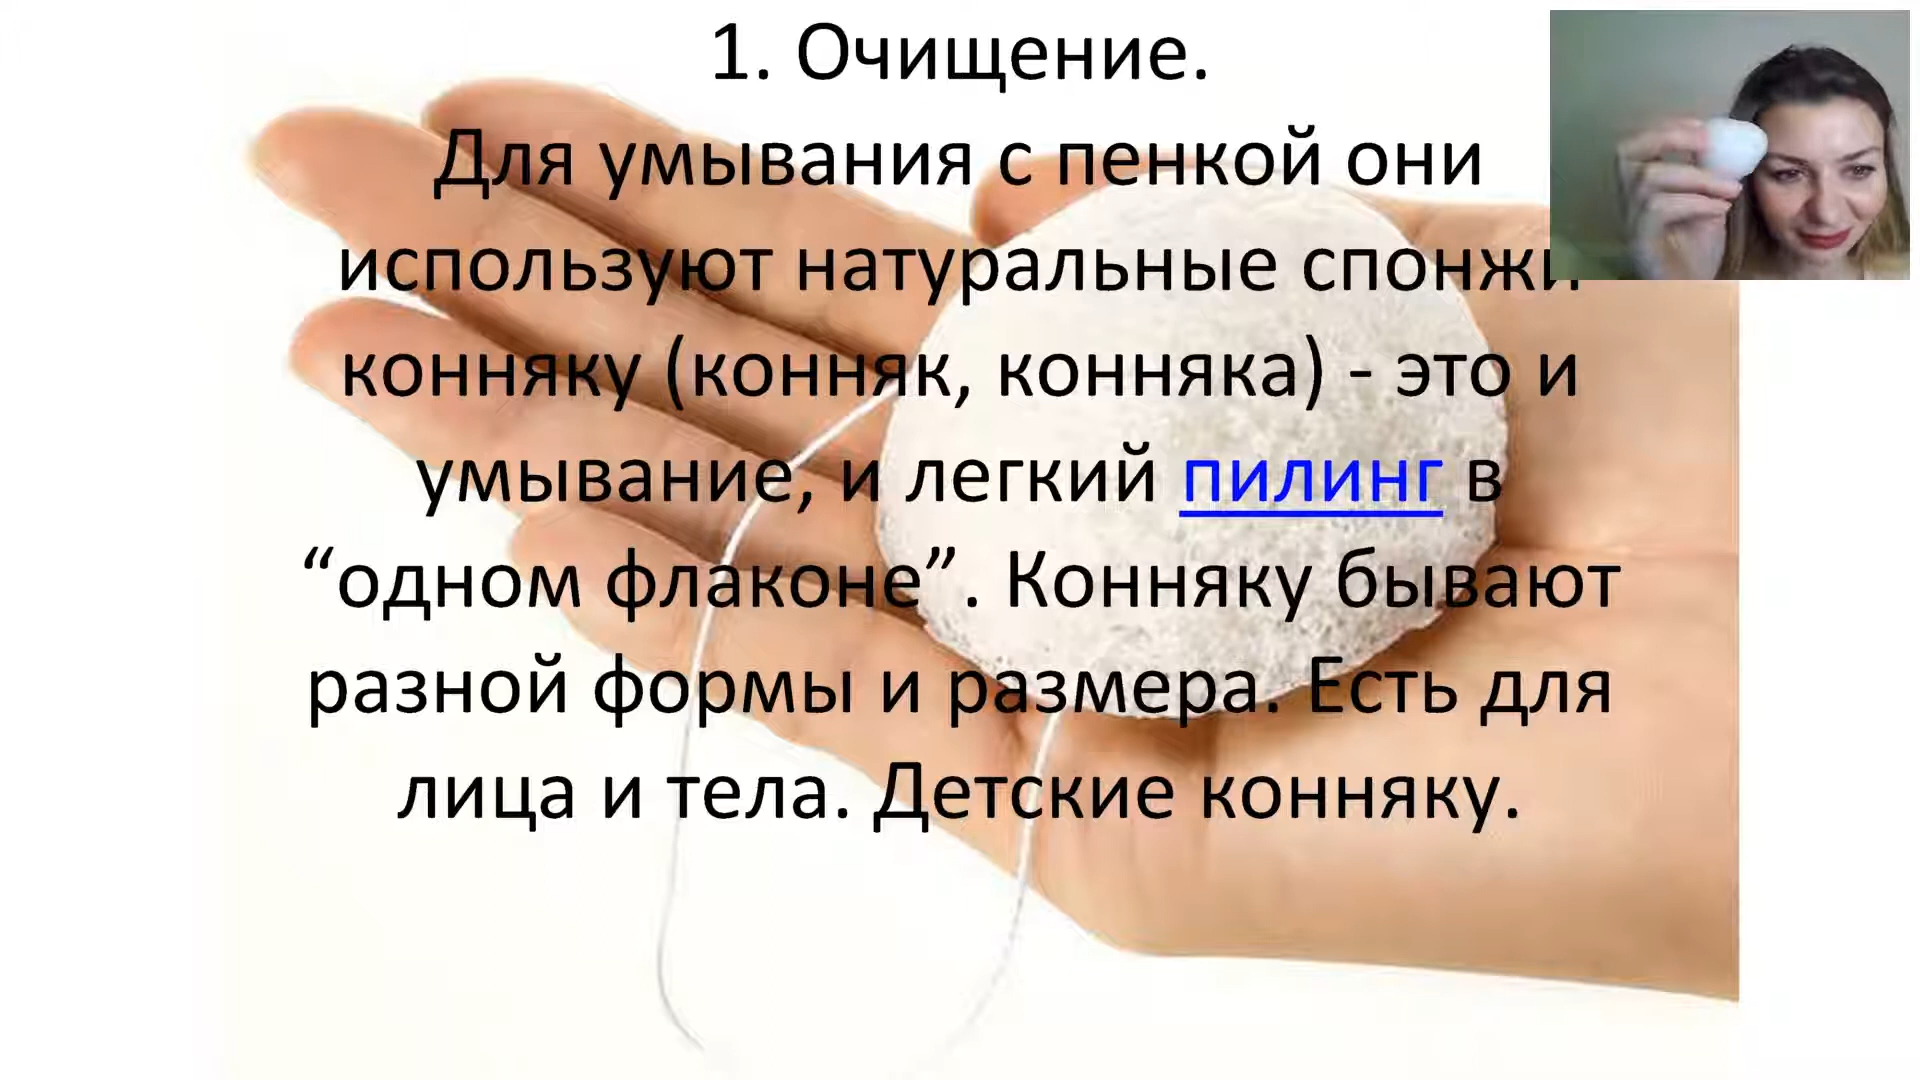 1. Очищение.
Для умывания с пенкой они
используют натуральные спонжи
конняку (конняк, конняка) - это и
умывание, и легкий пилинг в
“одном флаконе”. Конняку бывают
разной формы и размера. Есть для
лица и тела. Детские конняку.